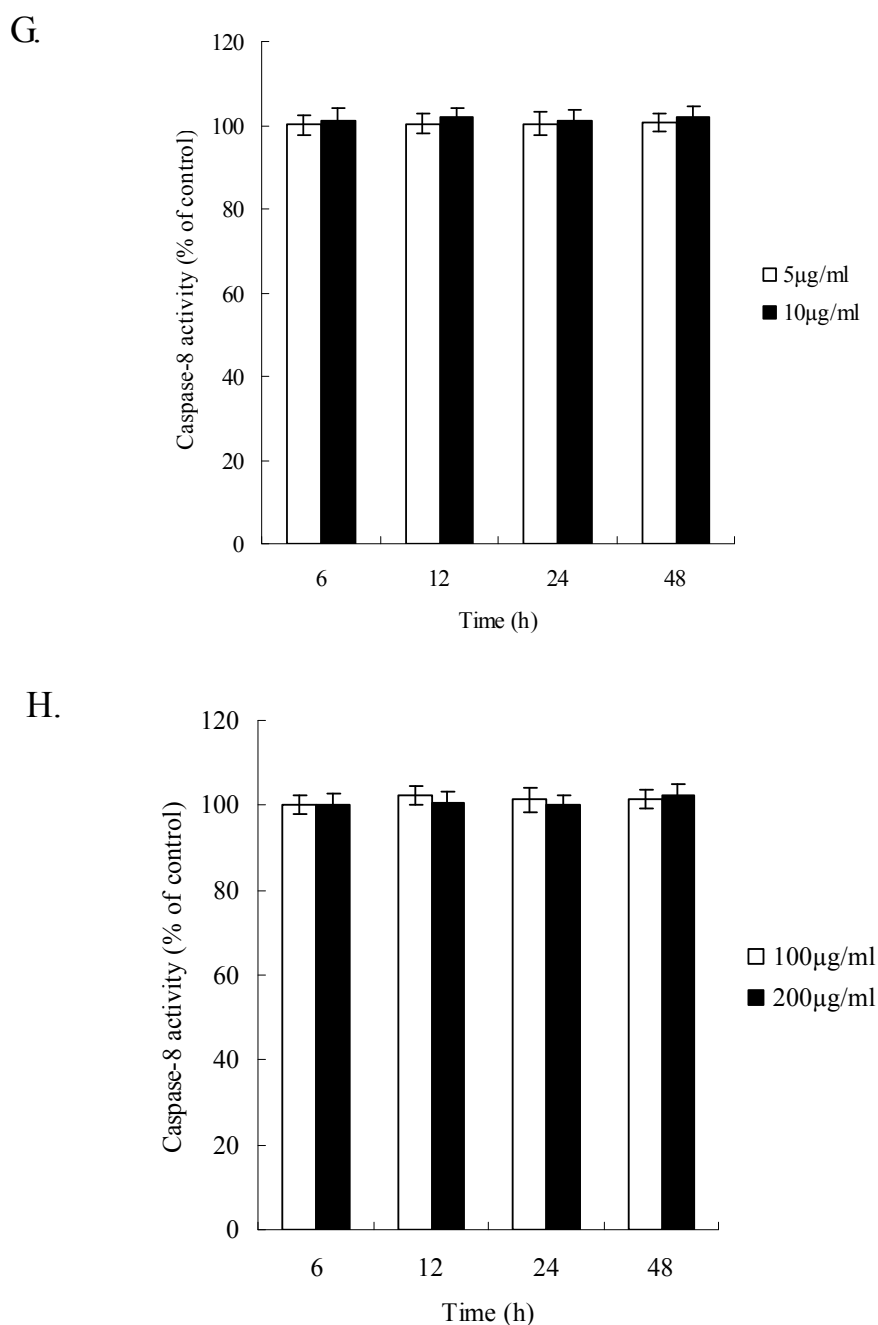 G.
120
100
80
60
40
20
0
Caspase-8 activity (% of control)
6 12 24 48
Time (h)
5µg/ml
10µg/ml
H.
120
100
80
60
40
20
0
Caspase-8 activity (% of control)
6 12 24 48
Time (h)
100µg/ml
200µg/ml